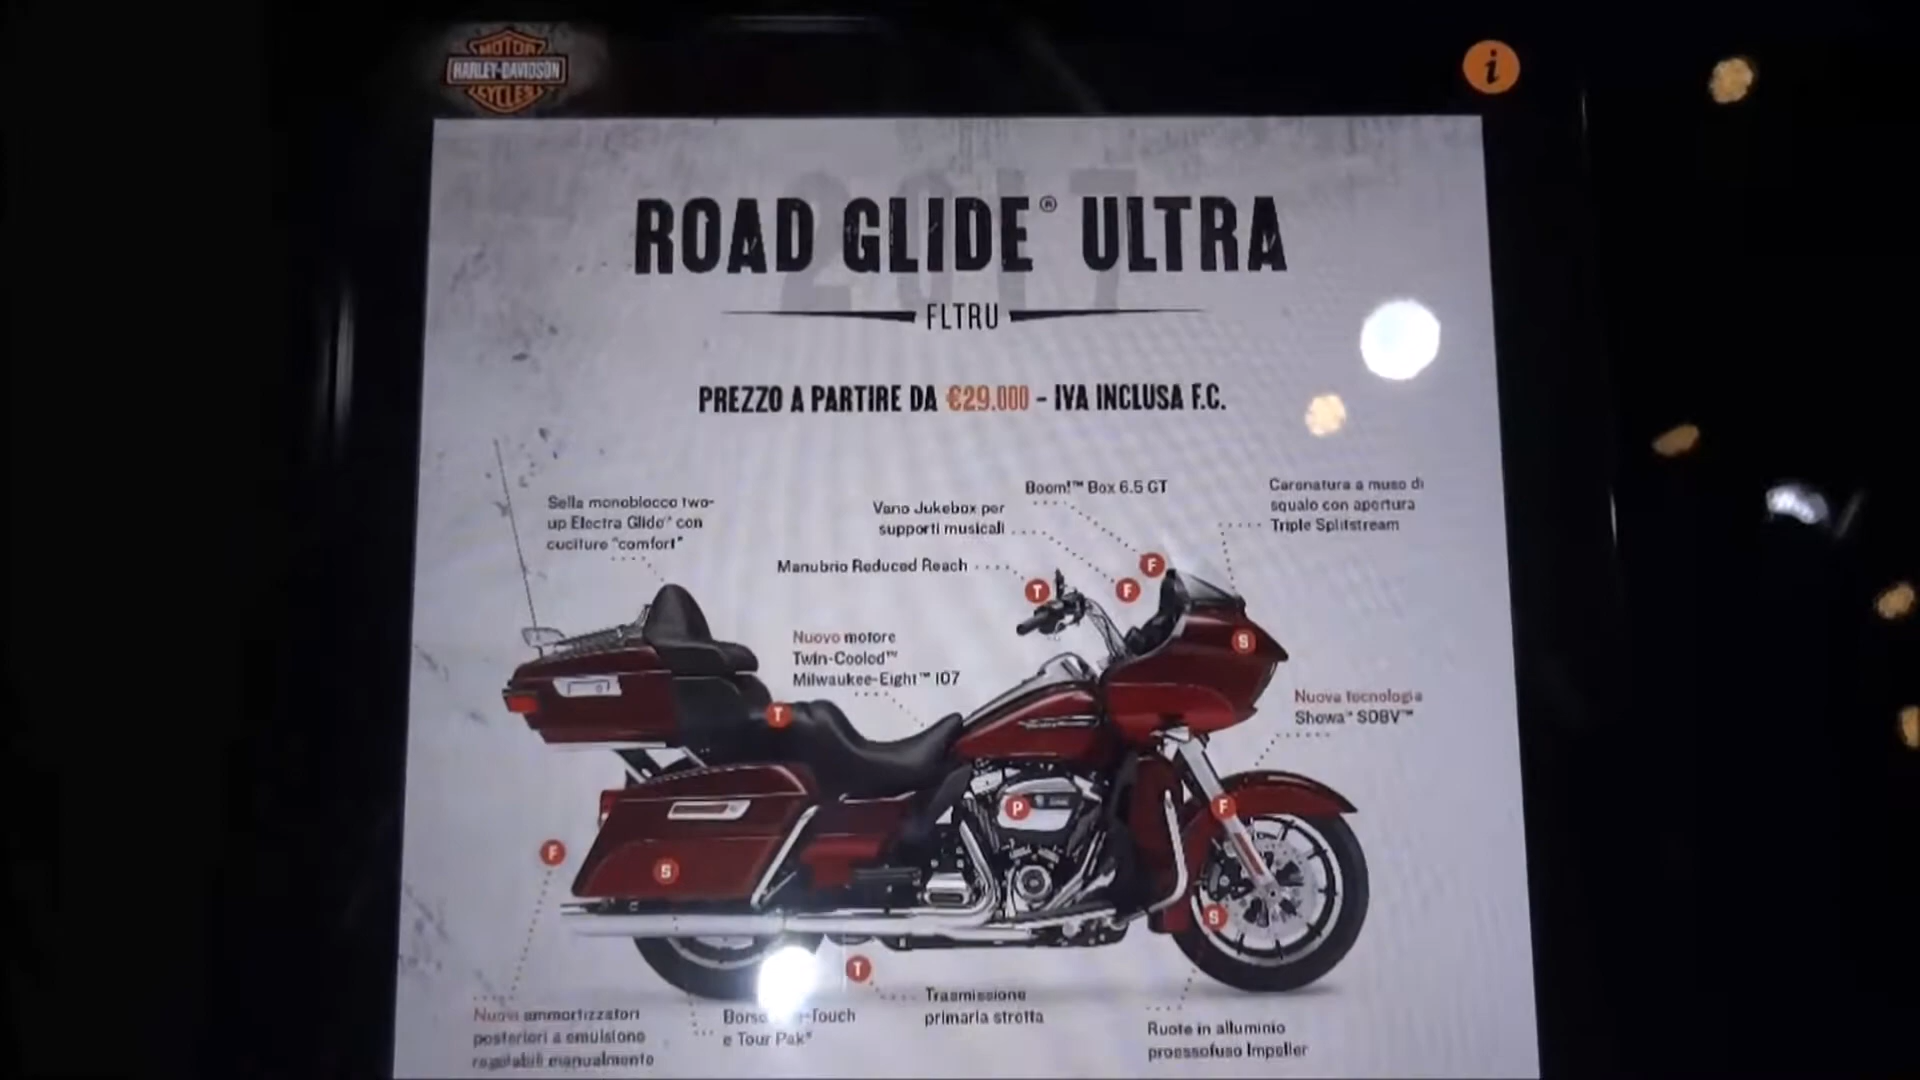 MOTOR
HARLEY-DAVIDSON
CYCLES
i
2017
ROAD GLIDE® ULTRA
FLTRU
PREZZO A PARTIRE DA €29.000 - IVA INCLUSA F.C.
Sella monoblocco two-
up Electra Glide® con
cuciture "comfort"
Vano Jukebox per
supporti musicali
Boom!™ Box 6.5 GT
Carenatura a muso di
squalo con apertura
Triple Splitstream
Manubrio Reduced Reach
T
F
F
S
Nuovo motore
Twin-Cooled™
Milwaukee-Eight™ 107
T
Nuova tecnologia
Showa® SDBV™
P
F
F
S
S
T
Nuovi ammortizzatori
posteriori a emulsione
regolabili manualmente
Borse -Touch
e Tour Pak®
Trasmissione
primaria stretta
Ruote in alluminio
pressofuso Impeller